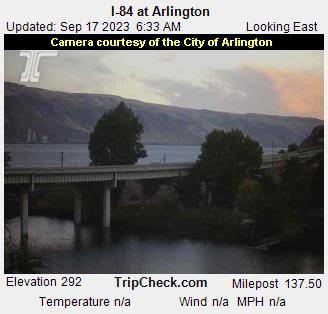 I-84 at Arlington
Updated: Sep 17 2023 6:33 AM Looking East
Camera courtesy of the City of Arlington
Elevation 292 TripCheck.com Milepost 137.50
Temperature n/a Wind n/a MPH n/a